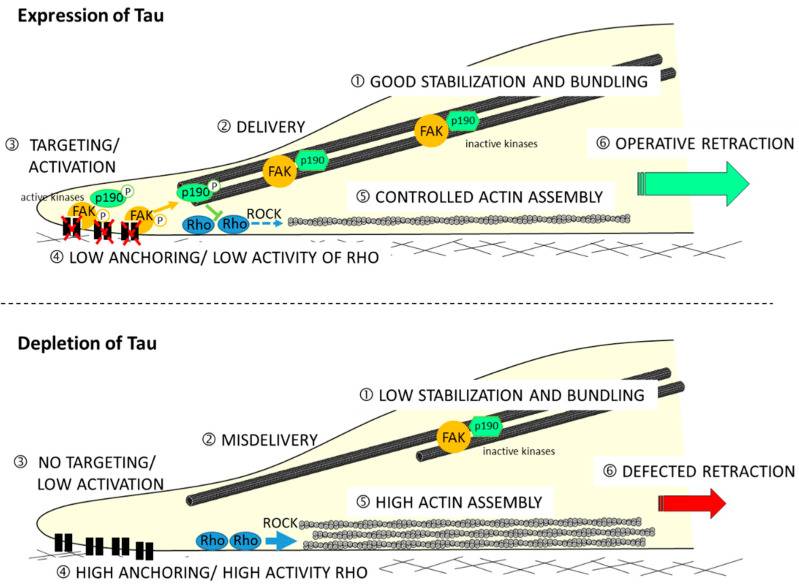 Expression of Tau
① GOOD STABILIZATION AND BUNDLING
② DELIVERY
p190
FAK
inactive kinases
③ TARGETING/
ACTIVATION
p190
FAK
⑥ OPERATIVE RETRACTION
active kinases
p190 P
p190 P
FAK P
FAK P
⑤ CONTROLLED ACTIN ASSEMBLY
Rho Rho ROCK
④ LOW ANCHORING/ LOW ACTIVITY OF RHO
Depletion of Tau
① LOW STABILIZATION AND BUNDLING
② MISDELIVERY
FAK p190
inactive kinases
③ NO TARGETING/
LOW ACTIVATION
⑥ DEFECTED RETRACTION
⑤ HIGH ACTIN ASSEMBLY
Rho Rho ROCK
④ HIGH ANCHORING/ HIGH ACTIVITY RHO